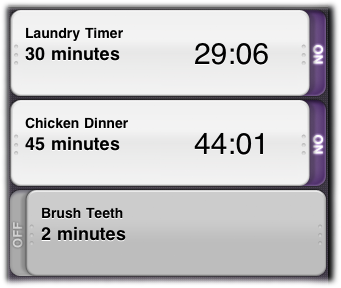 Laundry Timer
30 minutes
29:06
ON
Chicken Dinner
45 minutes
44:01
ON
OFF
Brush Teeth
2 minutes